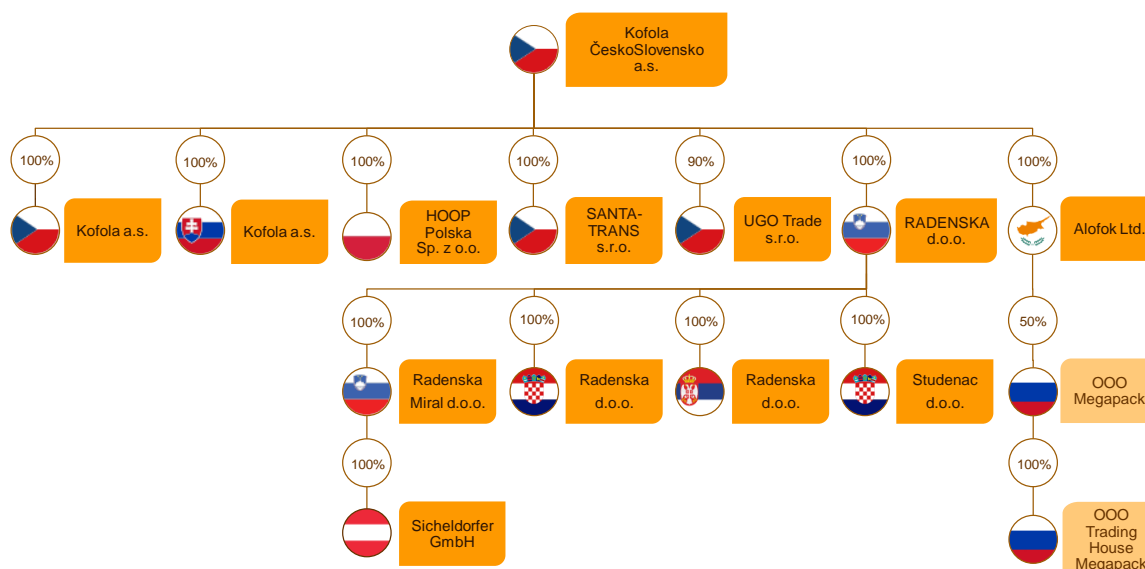 Kofola
ČeskoSlovensko
a.s.
100%
100%
100%
100%
90%
100%
100%
Kofola a.s.
Kofola a.s.
HOOP
Polska
Sp. z o.o.
SANTA-
TRANS
s.r.o.
UGO Trade
s.r.o.
RADENSKA
d.o.o.
Alofok Ltd.
100%
100%
100%
100%
50%
Radenska
Miral d.o.o.
Radenska
d.o.o.
Radenska
d.o.o.
Studenac
d.o.o.
OOO
Megapack
100%
100%
Sicheldorfer
GmbH
OOO
Trading
House
Megapack